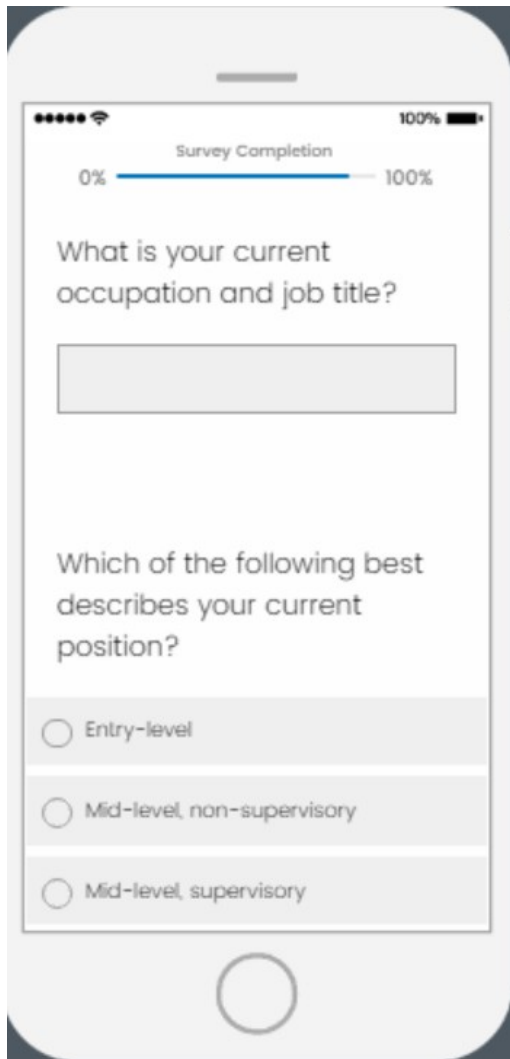 100%
Survey Completion
0% 100%
What is your current
occupation and job title?
Which of the following best
describes your current
position?
Entry-level
Mid-level, non-supervisory
Mid-level, supervisory